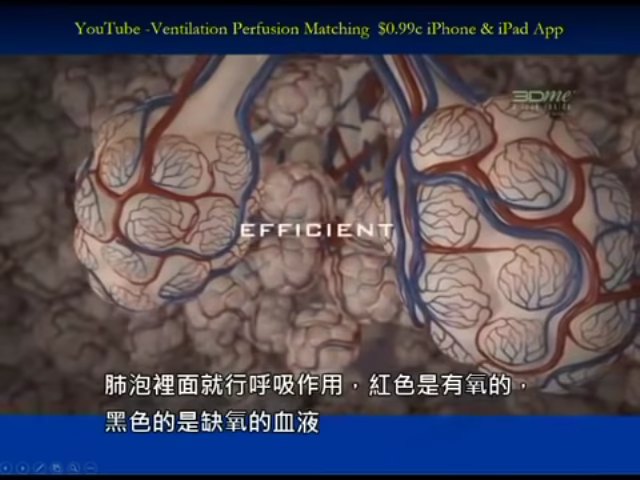 YouTube -Ventilation Perfusion Matching $0.99c iPhone & iPad App
3Dme
EFFICIENT
肺泡裡面就行呼吸作用，紅色是有氧的，
黑色的是缺氧的血液